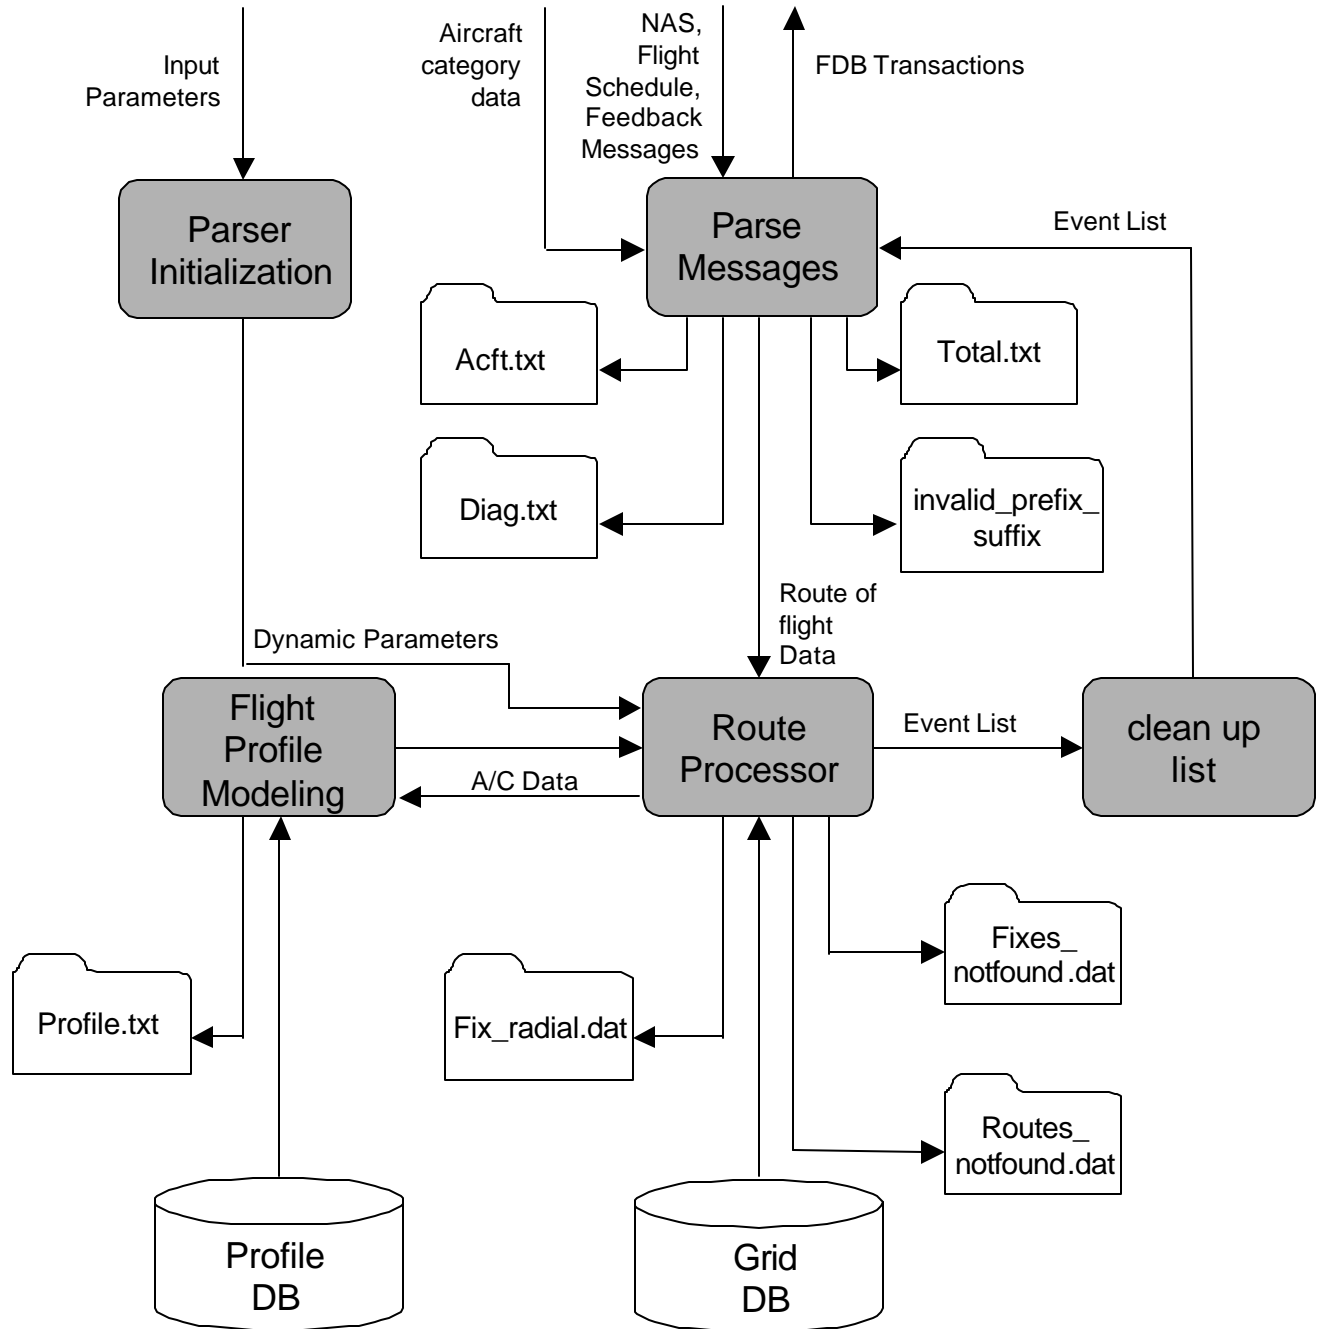 Input
Parameters
Aircraft
category
data
NAS,
Flight
Schedule,
Feedback
Messages
FDB Transactions
Parser
Initialization
Parse
Messages
Event List
Acft.txt
Total.txt
Diag.txt
invalid_prefix_
suffix
Route of
flight
Data
Dynamic Parameters
Flight
Profile
Modeling
Route
Processor
Event List
clean up
list
A/C Data
Profile.txt
Fix_radial.dat
Fixes_
notfound.dat
Routes_
notfound.dat
Profile
DB
Grid
DB